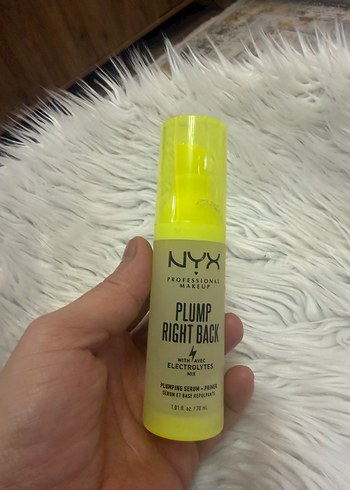 NYX
PROFESSIONAL
MAKEUP
PLUMP
RIGHT BACK
WITH AVEC
ELECTROLYTES
MIX
PLUMPING SERUM + PRIMER
SERUM ET BASE REPULPANTE
1.01 fl. oz. / 30 mL